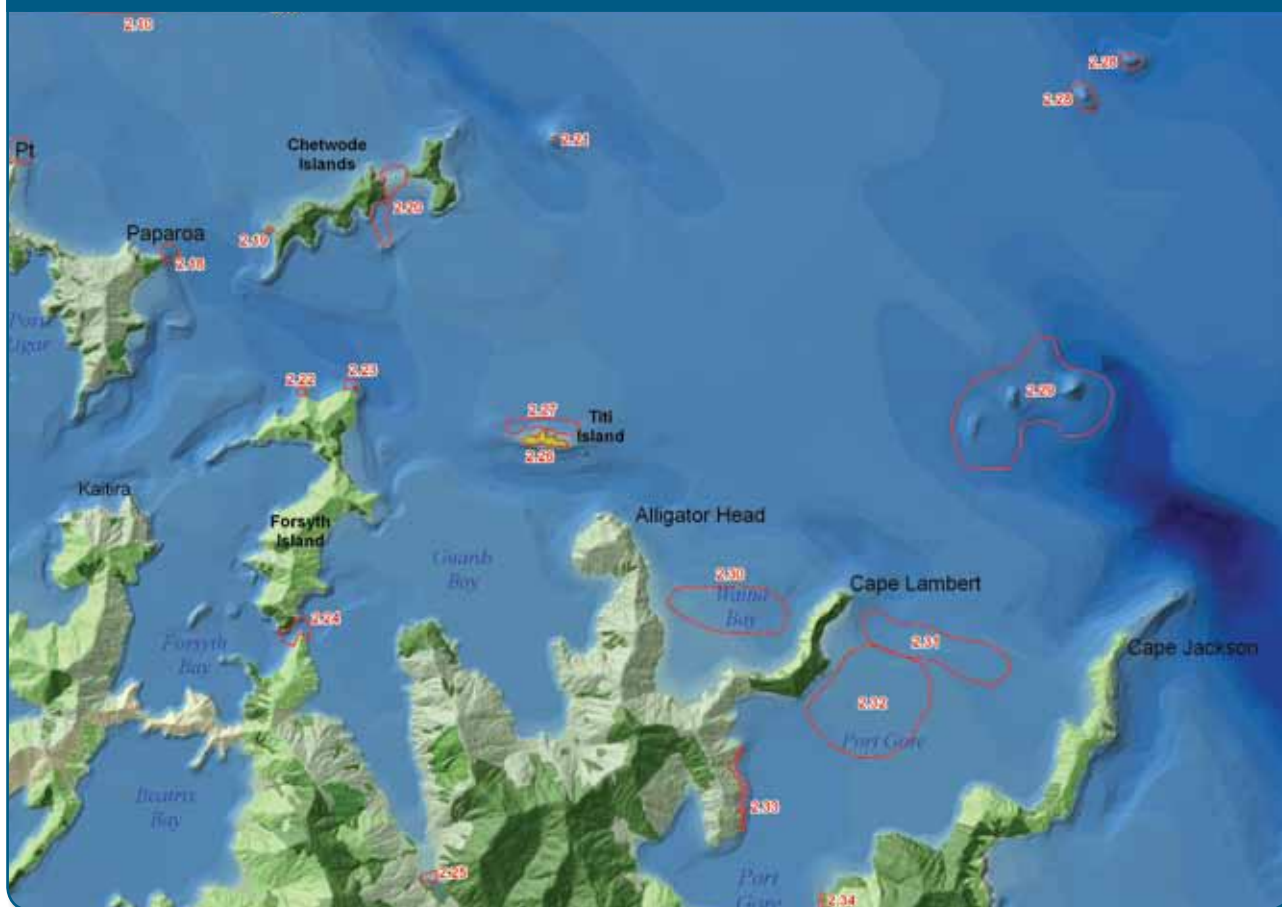 2.16
2.28
2.28
Pt
Chetwode
Islands
2.21
2.20
Paparoa
2.19
2.18
Port
Ligar
2.29
2.22
2.23
2.27
Titi
Island
2.26
Kaitira
Alligator Head
Forsyth
Island
Guards
Bay
2.30
Waitui
Bay
Cape Lambert
2.24
Forsyth
Bay
2.31
Cape Jackson
2.32
Port Gore
Beatrix
Bay
2.33
2.25
Port
Gore
2.34